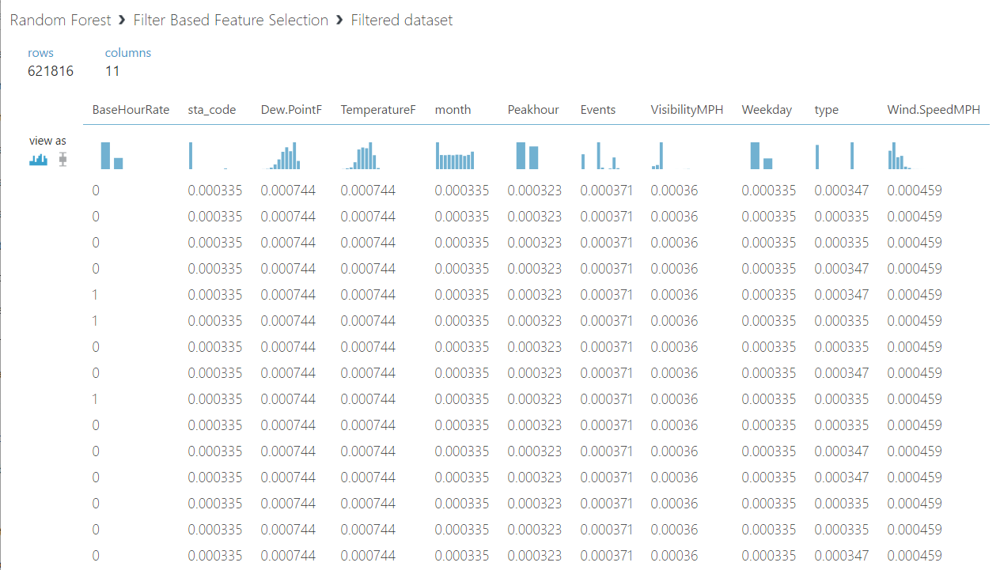 Random Forest › Filter Based Feature Selection › Filtered dataset
rows columns
621816 11
BaseHourRate sta_code Dew.PointF TemperatureF month Peakhour Events VisibilityMPH Weekday type Wind.SpeedMPH
view as
0 0.000335 0.000744 0.000744 0.000335 0.000323 0.000371 0.00036 0.000335 0.000347 0.000459
0 0.000335 0.000744 0.000744 0.000335 0.000323 0.000371 0.00036 0.000335 0.000335 0.000459
0 0.000335 0.000744 0.000744 0.000335 0.000323 0.000371 0.00036 0.000335 0.000335 0.000459
0 0.000335 0.000744 0.000744 0.000335 0.000323 0.000371 0.00036 0.000335 0.000347 0.000459
1 0.000335 0.000744 0.000744 0.000335 0.000323 0.000371 0.00036 0.000335 0.000347 0.000459
1 0.000335 0.000744 0.000744 0.000335 0.000323 0.000371 0.00036 0.000335 0.000335 0.000459
0 0.000335 0.000744 0.000744 0.000335 0.000323 0.000371 0.00036 0.000335 0.000335 0.000459
0 0.000335 0.000744 0.000744 0.000335 0.000323 0.000371 0.00036 0.000335 0.000347 0.000459
1 0.000335 0.000744 0.000744 0.000335 0.000323 0.000371 0.00036 0.000335 0.000335 0.000459
0 0.000335 0.000744 0.000744 0.000335 0.000323 0.000371 0.00036 0.000335 0.000335 0.000459
0 0.000335 0.000744 0.000744 0.000335 0.000323 0.000371 0.00036 0.000335 0.000347 0.000459
0 0.000335 0.000744 0.000744 0.000335 0.000323 0.000371 0.00036 0.000335 0.000347 0.000459
0 0.000335 0.000744 0.000744 0.000335 0.000323 0.000371 0.00036 0.000335 0.000335 0.000459
0 0.000335 0.000744 0.000744 0.000335 0.000323 0.000371 0.00036 0.000335 0.000335 0.000459
0 0.000335 0.000744 0.000744 0.000335 0.000323 0.000371 0.00036 0.000335 0.000347 0.000459